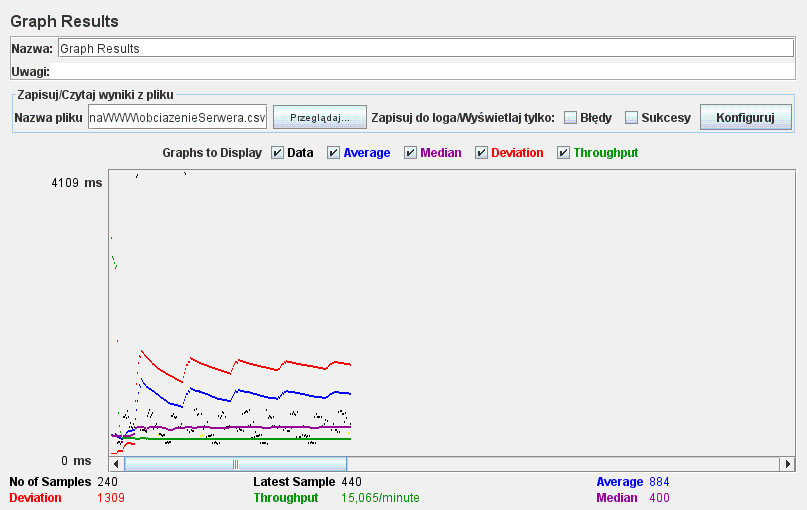 Graph Results
Nazwa: Graph Results
Uwagi:
Zapisuj/Czytaj wyniki z pliku
Nazwa pliku na\WWW\obciazenieSerwera.csv Przeglądaj... Zapisuj do loga/Wyświetlaj tylko: Błędy Sukcesy Konfiguruj
Graphs to Display Data Average Median Deviation Throughput
4109 ms
0 ms
No of Samples 240 Latest Sample 440 Average 884
Deviation 1309 Throughput 15,065/minute Median 400